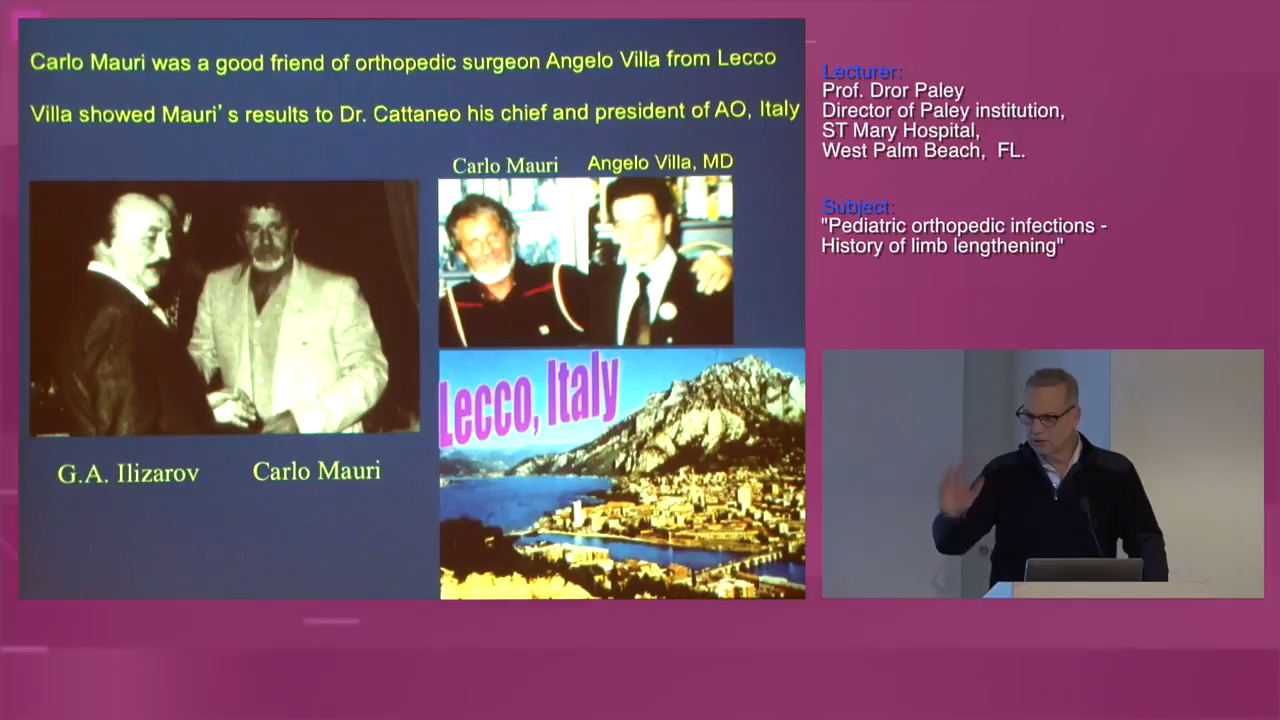 Carlo Mauri was a good friend of orthopedic surgeon Angelo Villa from Lecco
Villa showed Mauri's results to Dr. Cattaneo his chief and president of AO, Italy
Carlo Mauri
Angelo Villa, MD
Lecco, Italy
G.A. Ilizarov
Carlo Mauri
Lecturer:
Prof. Dror Paley
Director of Paley institution,
ST Mary Hospital,
West Palm Beach, FL.
Subject:
"Pediatric orthopedic infections -
History of limb lengthening"